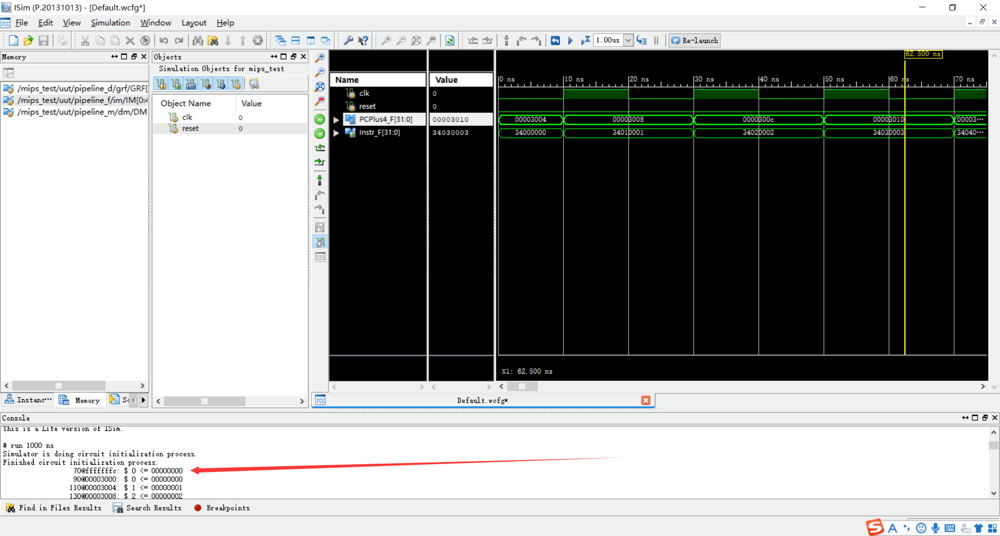 ISim (P.20131013) - [Default.wcfg*]
File Edit View Simulation Window Layout Help
1.00us Re-launch
Memory
Objects
Simulation Objects for mips_test
/mips_test/uut/pipeline_d/grf/GRF[
/mips_test/uut/pipeline_f/im/IM[0:4
/mips_test/uut/pipeline_m/dm/DM
Object Name Value
clk 0
reset 0
62.500 ns
Name Value
0 ns 10 ns 20 ns 30 ns 40 ns 50 ns 60 ns 70 ns
clk 0
reset 0
PCPlus4_F[31:0] 00003010 00003004 00003008 0000300c 00003010 00003···
Instr_F[31:0] 34030003 34000000 34010001 34020002 34030003 34040···
X1: 62.500 ns
Instanc··· Memory Sc
Default.wcfg*
Console
This is a Lite version of ISim.
# run 1000 ns
Simulator is doing circuit initialization process.
Finished circuit initialization process.
70@fffffffc: $ 0 <= 00000000
90@00003000: $ 0 <= 00000000
110@00003004: $ 1 <= 00000001
130@00003008: $ 2 <= 00000002
Find in Files Results Search Results Breakpoints
S A